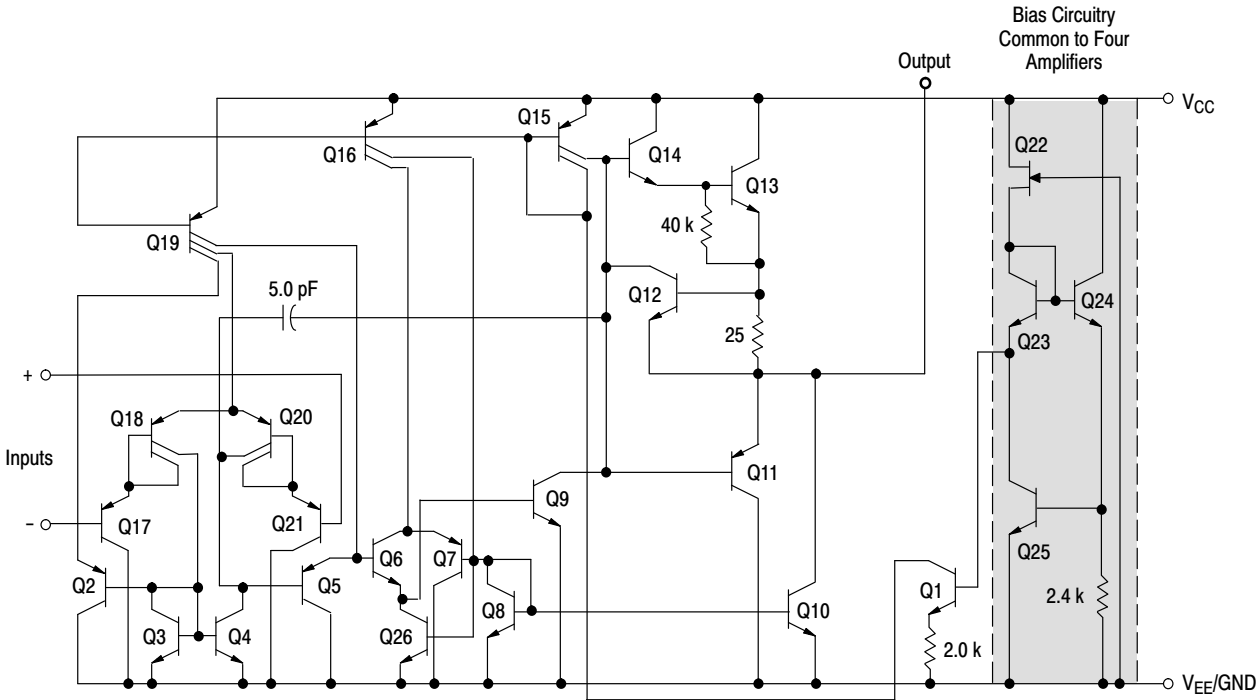 Bias Circuitry
Common to Four
Amplifiers
Output
VCC
Q15
Q16
Q14
Q22
Q13
40 k
Q19
5.0 pF
Q12
Q24
25
Q23
+
Q18
Q20
Inputs
Q9
Q11
-
Q17
Q21
Q25
Q6
Q7
Q2
Q5
Q1
Q8
Q10
2.4 k
Q3
Q4
Q26
2.0 k
VEE/GND